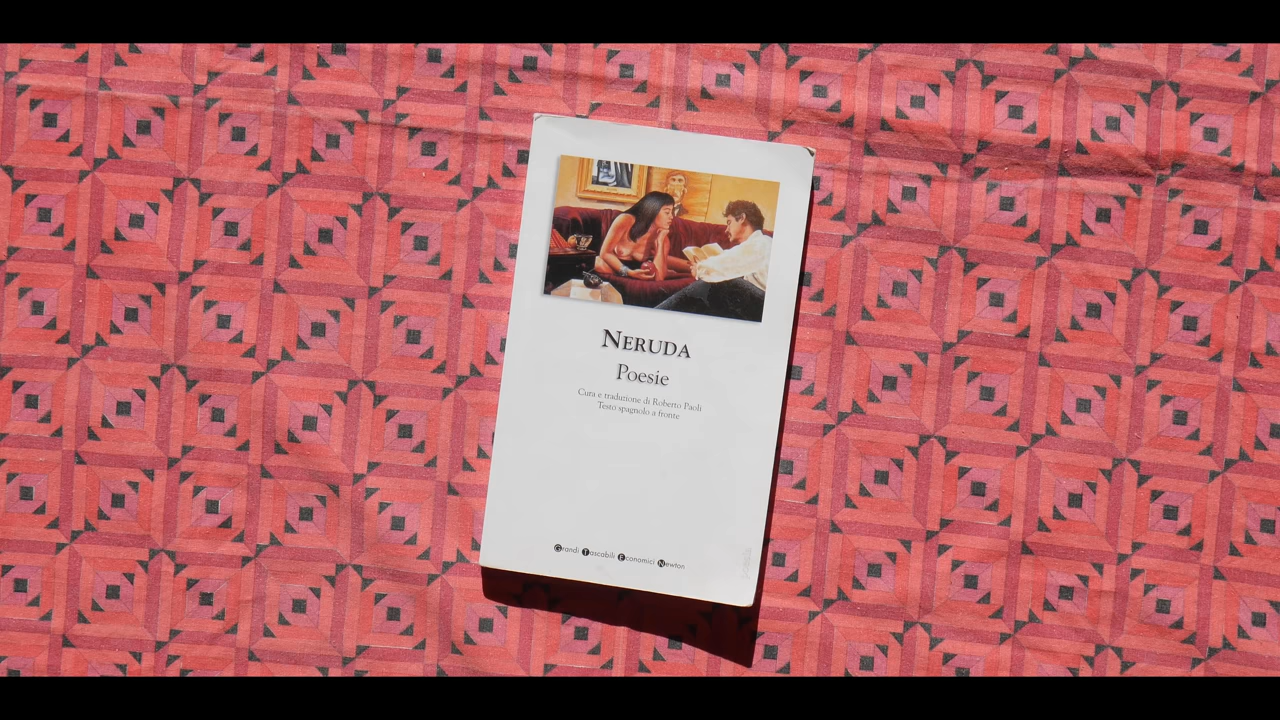 NERUDA
Poesie
Cura e traduzione di Roberto Paoli
Testo spagnolo a fronte
Grandi Tascabili Economici Newton